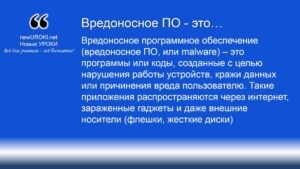 newUROKI.net
Новые УРОКИ
Всё для учителя – всё бесплатно!
Вредоносное ПО - это…
Вредоносное программное обеспечение
(вредоносное ПО, или malware) – это
программы или коды, созданные с целью
нарушения работы устройств, кражи данных
или причинения вреда пользователю. Такие
приложения распространяются через интернет,
зараженные гаджеты и даже внешние
носители (флешки, жесткие диски)